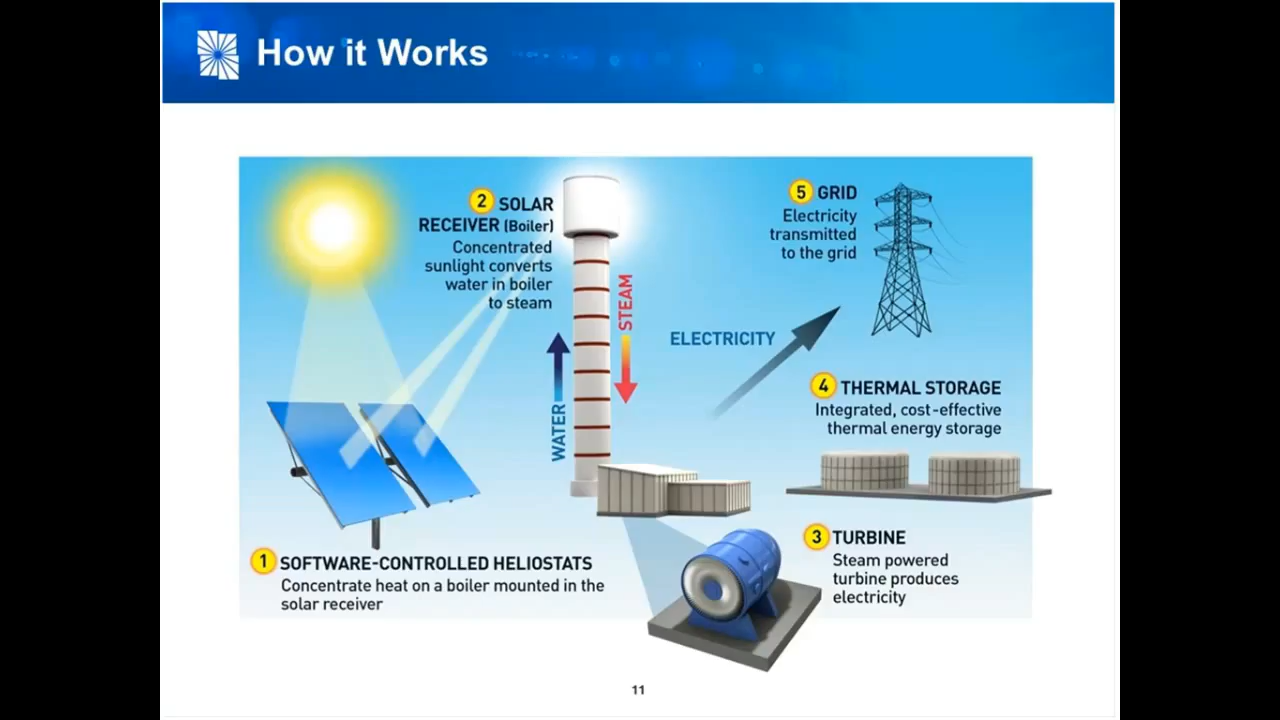 How it Works
2 SOLAR
RECEIVER (Boiler)
Concentrated
sunlight converts
water in boiler
to steam
STEAM
WATER
ELECTRICITY
5 GRID
Electricity
transmitted
to the grid
4 THERMAL STORAGE
Integrated, cost-effective
thermal energy storage
3 TURBINE
Steam powered
turbine produces
electricity
1 SOFTWARE-CONTROLLED HELIOSTATS
Concentrate heat on a boiler mounted in the
solar receiver
11